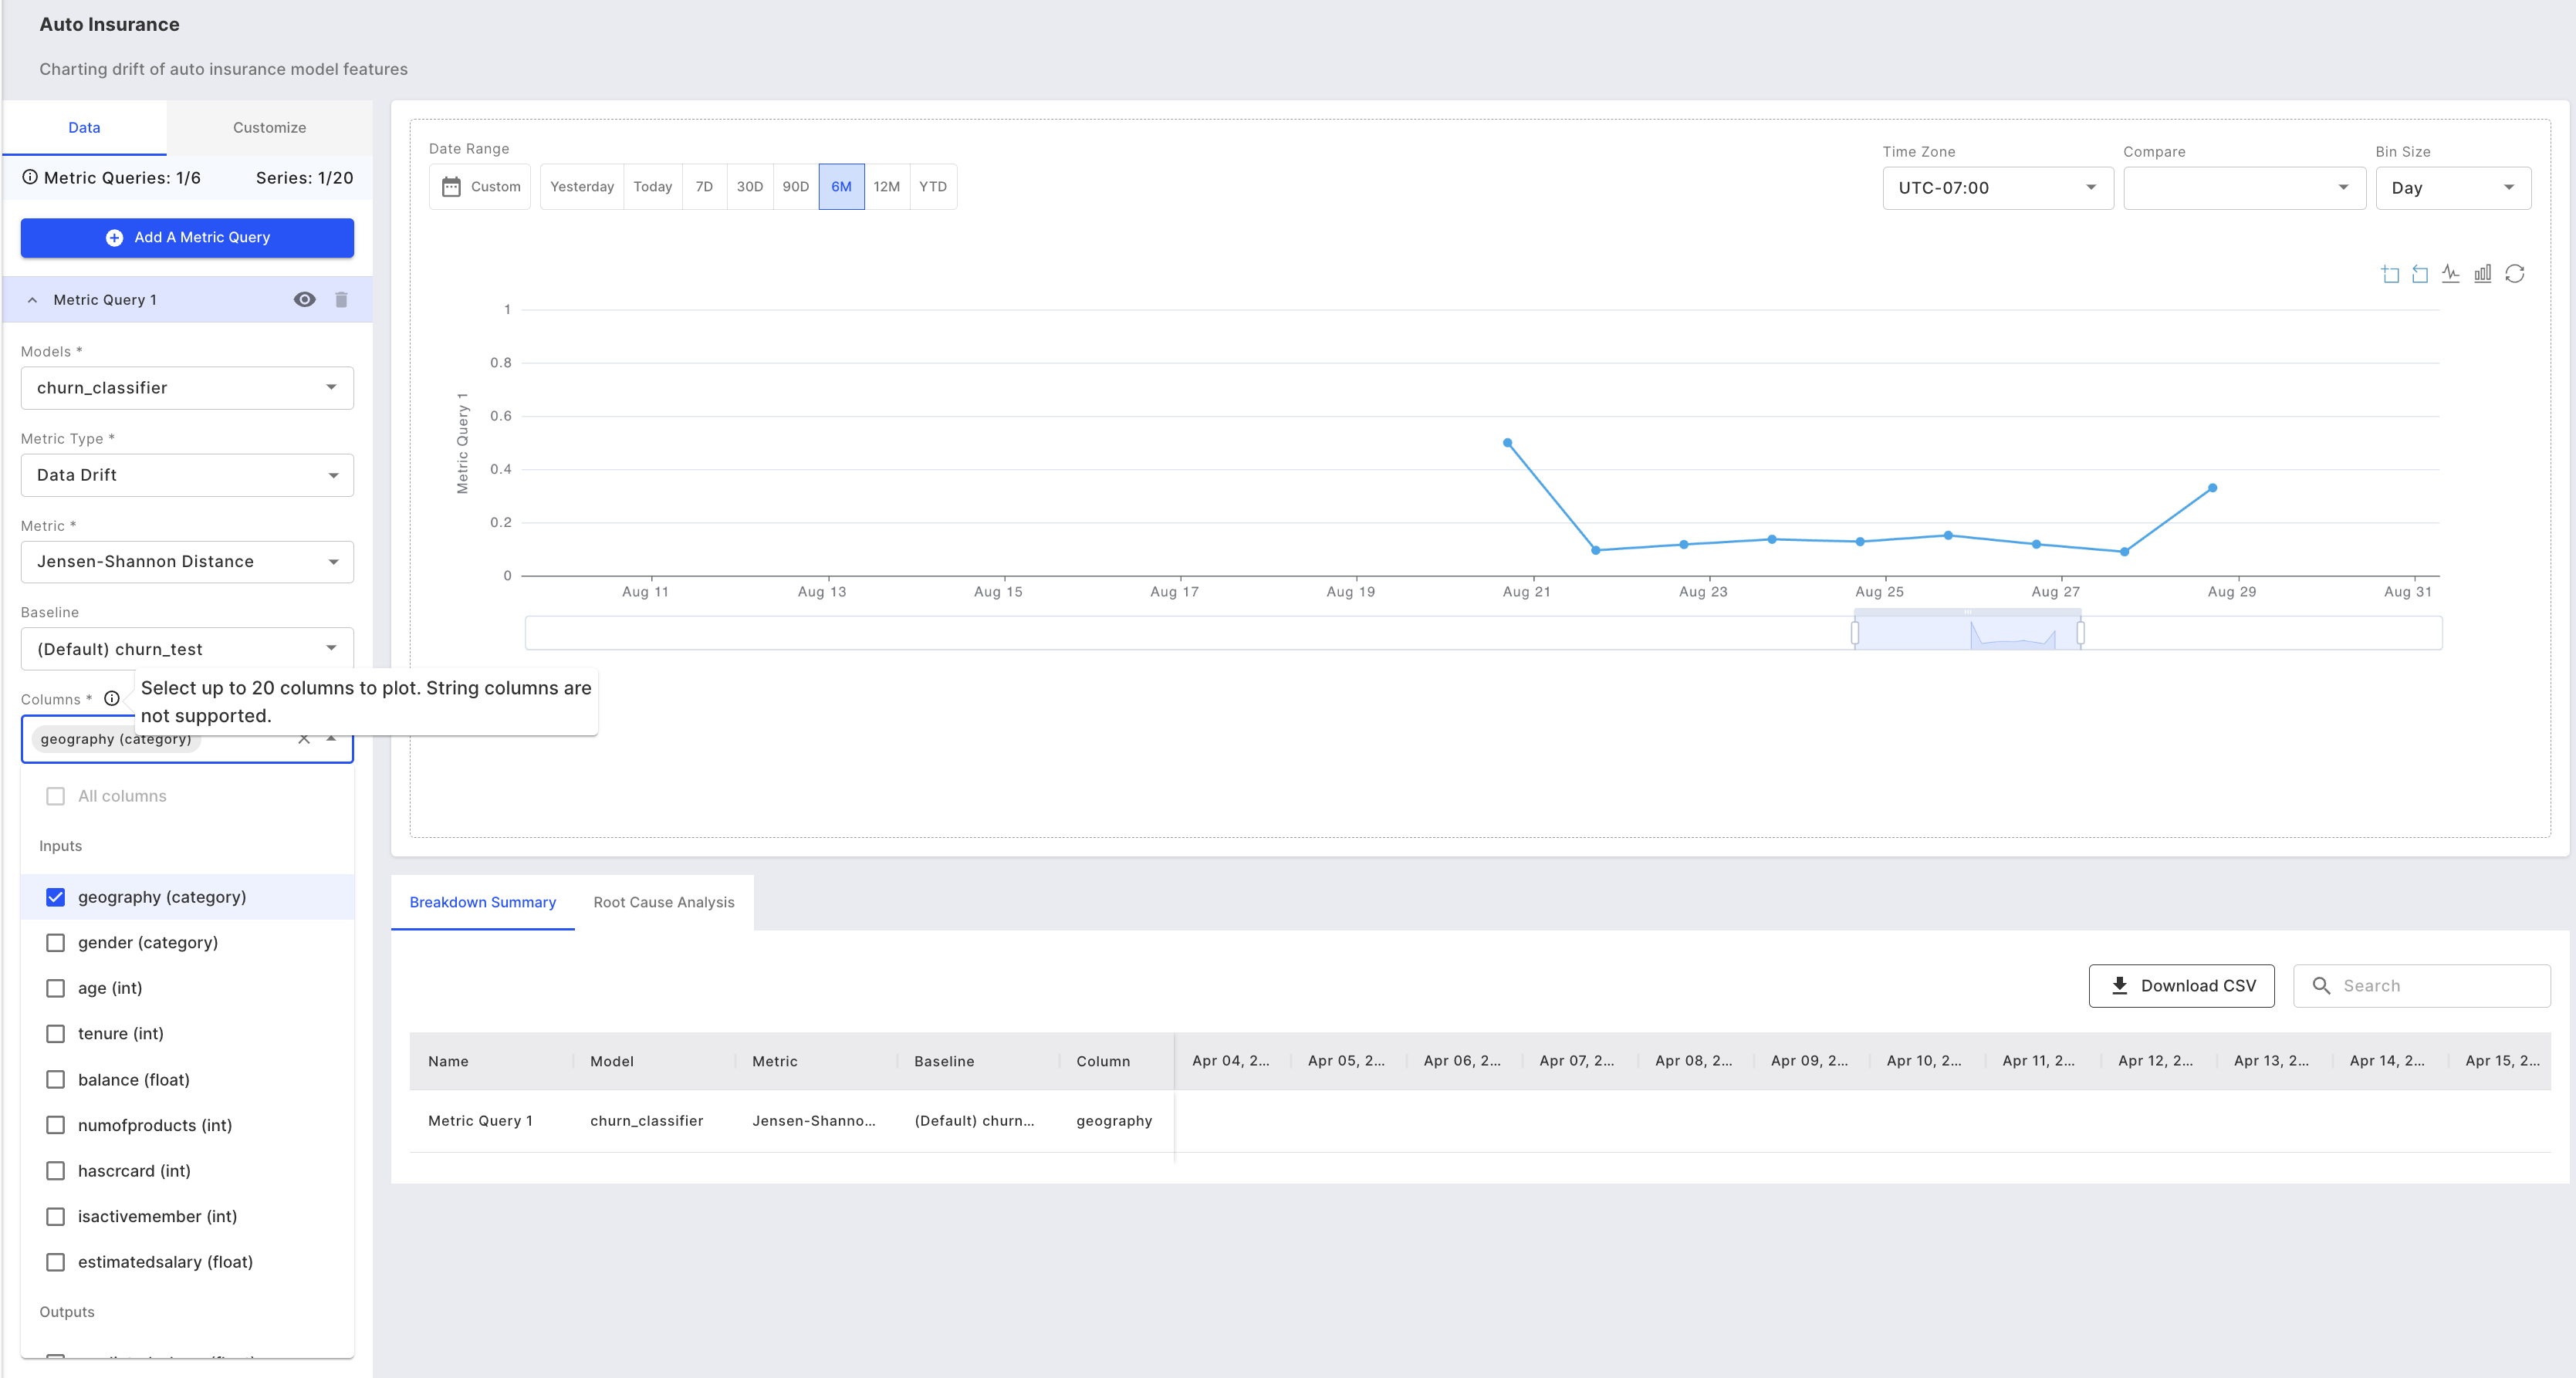 Auto Insurance
Charting drift of auto insurance model features
Data
Customize
Metric Queries: 1/6
Series: 1/20
Add A Metric Query
Metric Query 1
Models *
churn_classifier
Metric Type *
Data Drift
Metric *
Jensen-Shannon Distance
Baseline
(Default) churn_test
Columns *
Select up to 20 columns to plot. String columns are
not supported.
geography (category)
All columns
Inputs
geography (category)
gender (category)
age (int)
tenure (int)
balance (float)
numofproducts (int)
hascrcard (int)
isactivemember (int)
estimatedsalary (float)
Outputs
Date Range
Custom
Yesterday
Today
7D
30D
90D
6M
12M
YTD
Time Zone
UTC-07:00
Compare
Bin Size
Day
Metric Query 1
1
0.8
0.6
0.4
0.2
0
Aug 11
Aug 13
Aug 15
Aug 17
Aug 19
Aug 21
Aug 23
Aug 25
Aug 27
Aug 29
Aug 31
Breakdown Summary
Root Cause Analysis
Download CSV
Search
Name
Model
Metric
Baseline
Column
Apr 04, 2...
Apr 05, 2...
Apr 06, 2...
Apr 07, 2...
Apr 08, 2...
Apr 09, 2...
Apr 10, 2...
Apr 11, 2...
Apr 12, 2...
Apr 13, 2...
Apr 14, 2...
Apr 15, 2...
Metric Query 1
churn_classifier
Jensen-Shanno...
(Default) churn...
geography